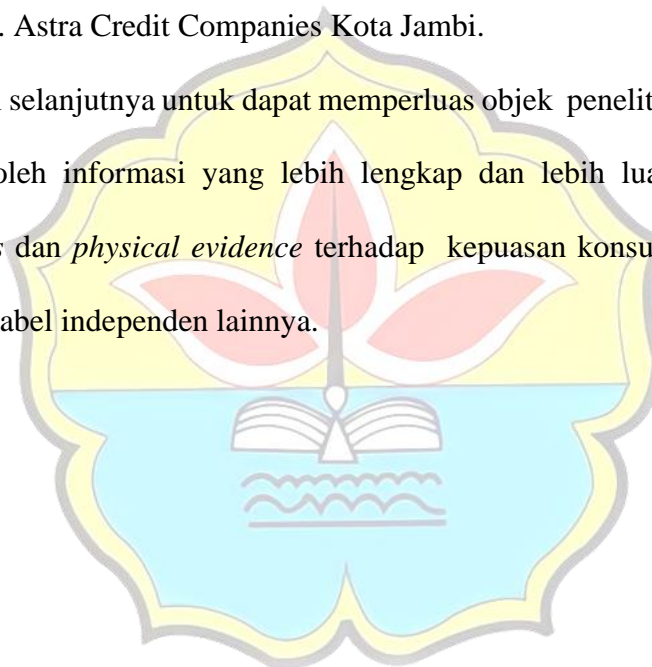 . Astra Credit Companies Kota Jambi.
selanjutnya untuk dapat memperluas objek penelit
oleh informasi yang lebih lengkap dan lebih lua
s dan physical evidence terhadap kepuasan konsu
abel independen lainnya.